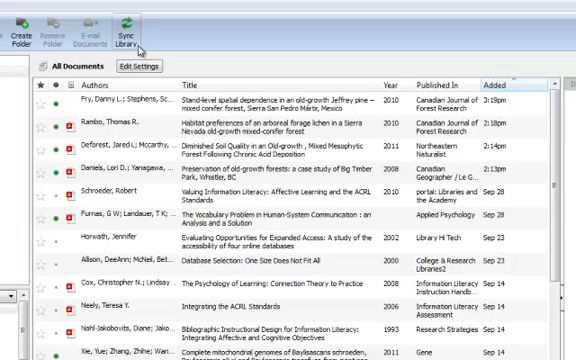 Create Folder
Remove Folder
E-mail Documents
Sync Library
All Documents
Edit Settings
Authors Title Year Published In Added
Fry, Danny L.; Stephens, Sc... Stand-level spatial dependence in an old-growth Jeffrey pine – 2010 Canadian Journal of 3:19pm
mixed conifer forest, Sierra San Pedro Mártir, Mexico Forest Research
Rambo, Thomas R. Habitat preferences of an arboreal forage lichen in a Sierra 2010 Canadian Journal of 2:18pm
Nevada old-growth mixed-conifer forest Forest Research
Deforest, Jared L; Mccarthy, ... Diminished Soil Quality in an Old-Growth , Mixed Mesophytic 2011 Northeastern 2:14pm
Forest Following Chronic Acid Deposition Naturalist
Daniels, Lori D.; Yanagawa, ... Preservation of old-growth forests: a case study of Big Timber 2008 Canadian 2:13pm
Park, Whistler, BC Geographer / Le G...
Schroeder, Robert Valuing Information Literacy: Affective Learning and the ACRL 2010 portal: Libraries and Sep 28
Standards the Academy
Furnas, G W; Landauer, T K; ... The Vocabulary Problem in Human-System Communication : an Applied Psychology Sep 28
Analysis and a Solution
Horwath, Jennifer Evaluating Opportunities for Expanded Access: A study of the 2002 Library Hi Tech Sep 23
accessibility of four online databases
Allison, DeeAnn; McNeil, Bet... Database Selection: One Size Does Not Fit All 2000 College & Research Sep 23
Libraries2
Cox, Christopher N.; Lindsay... The Psychology of Learning: Connection Theory to Practice 2008 Information Literacy Sep 14
Instruction Handb...
Neely, Teresa Y. Integrating the ACRL Standards 2006 Information Literacy Sep 14
Assessment
Nahl-Jakobovits, Diane; Jako... Bibliographic Instructional Design for Information Literacy: 1993 Research Strategies Sep 14
Integrating Affective and Cognitive Objectives
Xie, Yue; Zhang, Zhihe; ... Complete mitochondrial genomes of Baylisascaris schroederi, 2011 Gene Sep 14